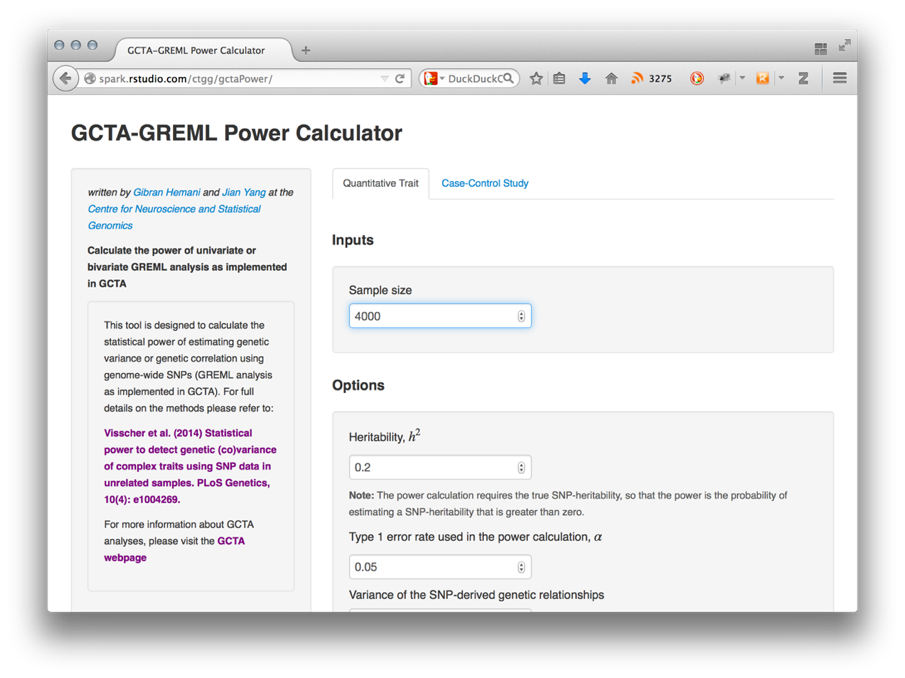 GCTA-GREML Power Calculator
spark.rstudio.com/ctgg/gctaPower/
DuckDuckG
3275
GCTA-GREML Power Calculator
written by Gibran Hemani and Jian Yang at the
Centre for Neuroscience and Statistical
Genomics
Calculate the power of univariate or
bivariate GREML analysis as implemented
in GCTA
This tool is designed to calculate the
statistical power of estimating genetic
variance or genetic correlation using
genome-wide SNPs (GREML analysis
as implemented in GCTA). For full
details on the methods please refer to:
Visscher et al. (2014) Statistical
power to detect genetic (co)variance
of complex traits using SNP data in
unrelated samples. PLoS Genetics,
10(4): e1004269.
For more information about GCTA
analyses, please visit the GCTA
webpage
Quantitative Trait
Case-Control Study
Inputs
Sample size
4000
Options
Heritability, h²
0.2
Note: The power calculation requires the true SNP-heritability, so that the power is the probability of
estimating a SNP-heritability that is greater than zero.
Type 1 error rate used in the power calculation, α
0.05
Variance of the SNP-derived genetic relationships